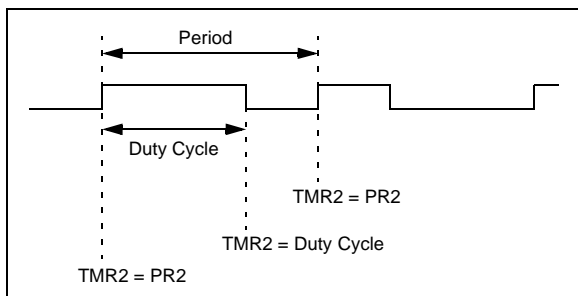 Period
Duty Cycle
TMR2 = PR2
TMR2 = Duty Cycle
TMR2 = PR2